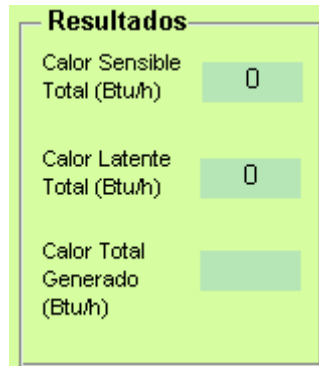 Resultados
Calor Sensible
Total (Btu/h) 0
Calor Latente
Total (Btu/h) 0
Calor Total
Generado
(Btu/h)